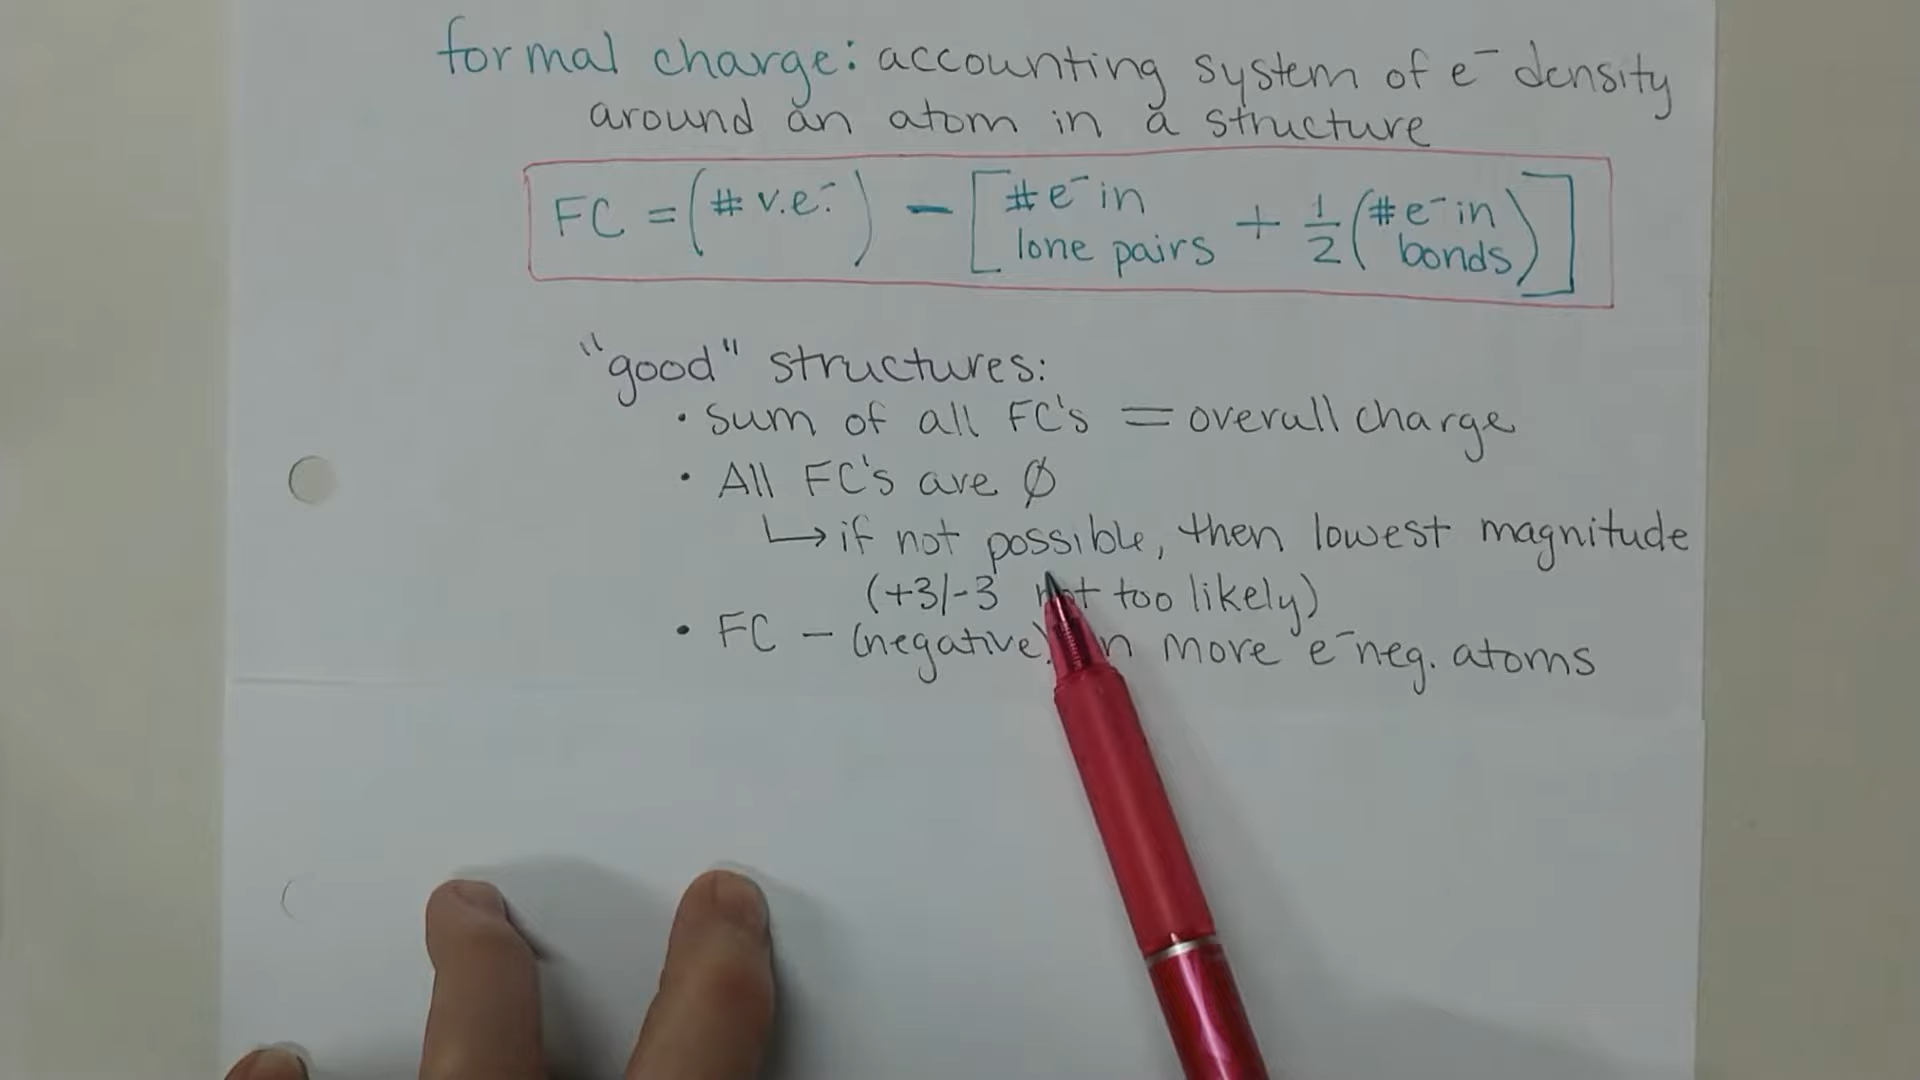 formal charge: accounting system of e⁻ density
around an atom in a structure
FC = (# v.e⁻) − [# e⁻ in lone pairs + 1/2 (# e⁻ in bonds)]
"good" structures:
• sum of all FC's = overall charge
• All FC's are ∅
↳ if not possible, then lowest magnitude
(+3/-3 too likely)
• FC − (negative) more e⁻neg. atoms